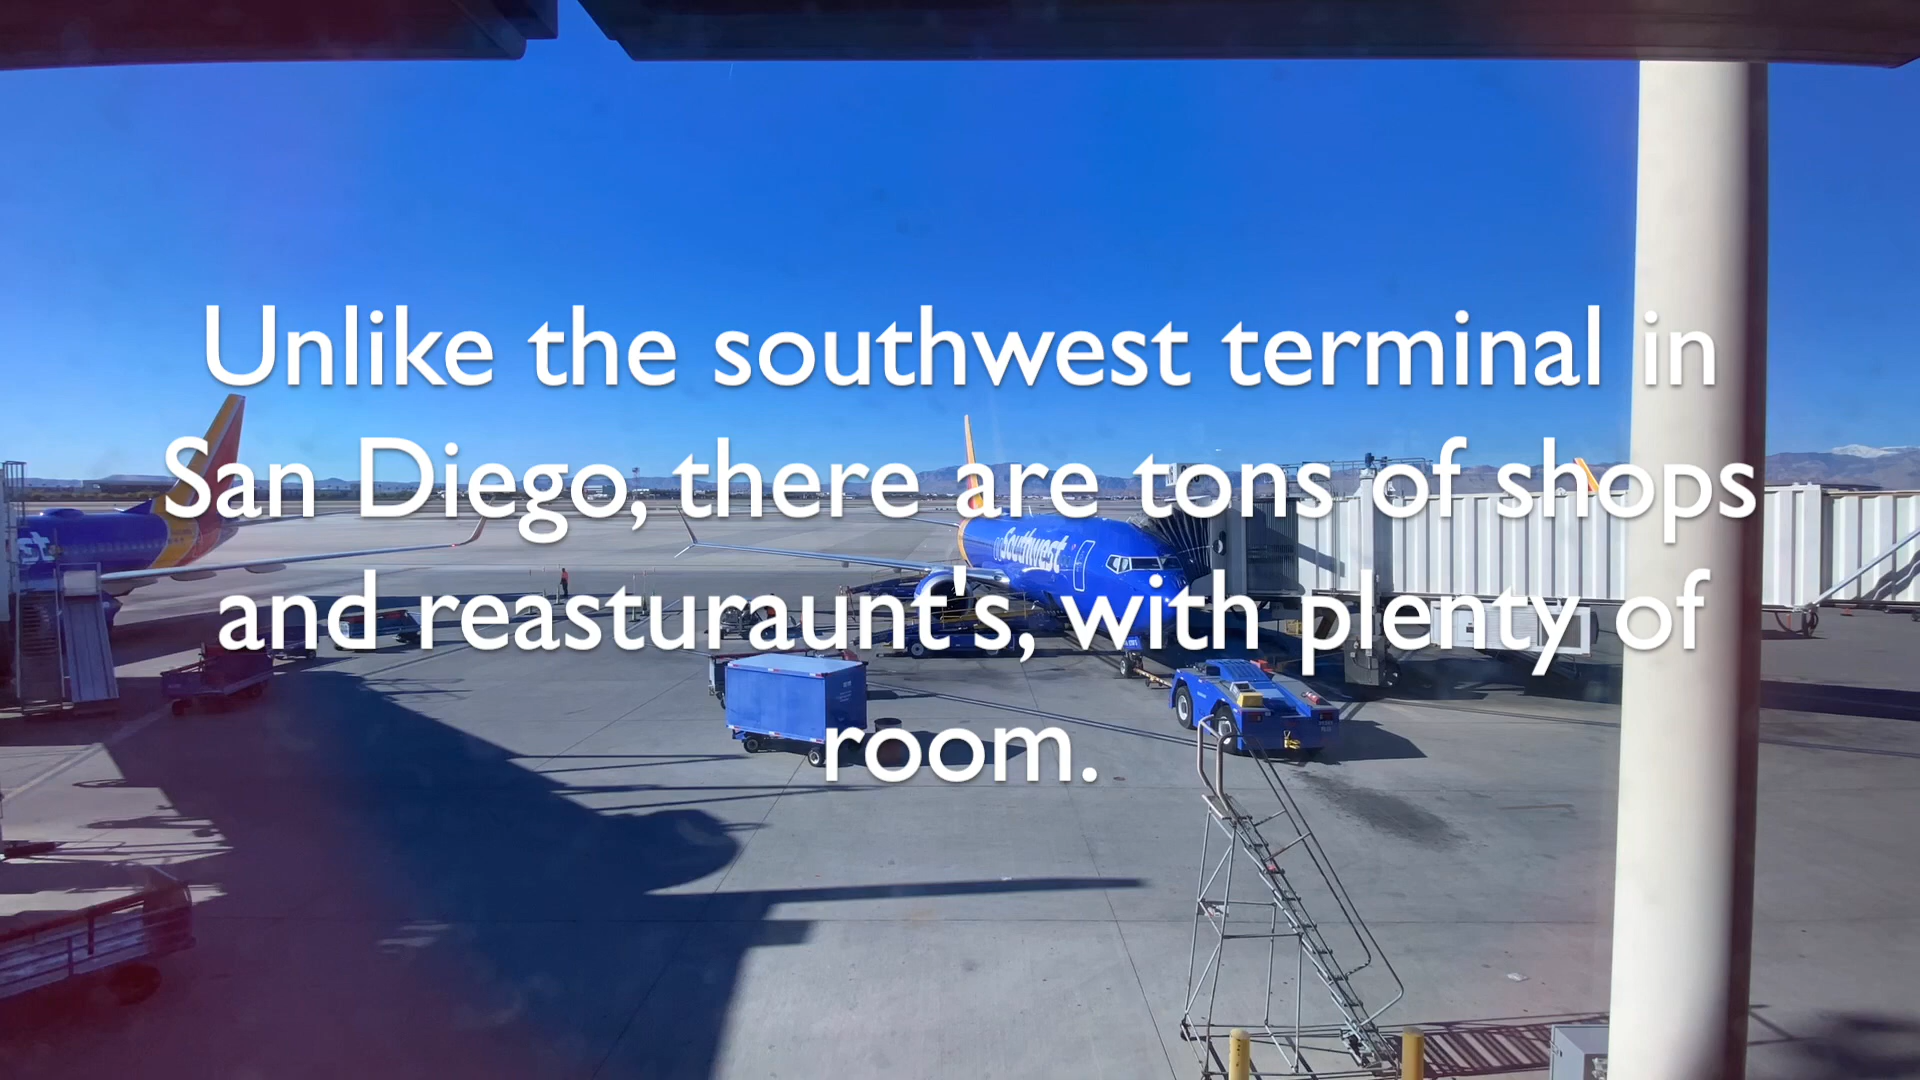 Unlike the southwest terminal in
San Diego, there are tons of shops
and reasturaunt's, with plenty of
room.
Southwest
st